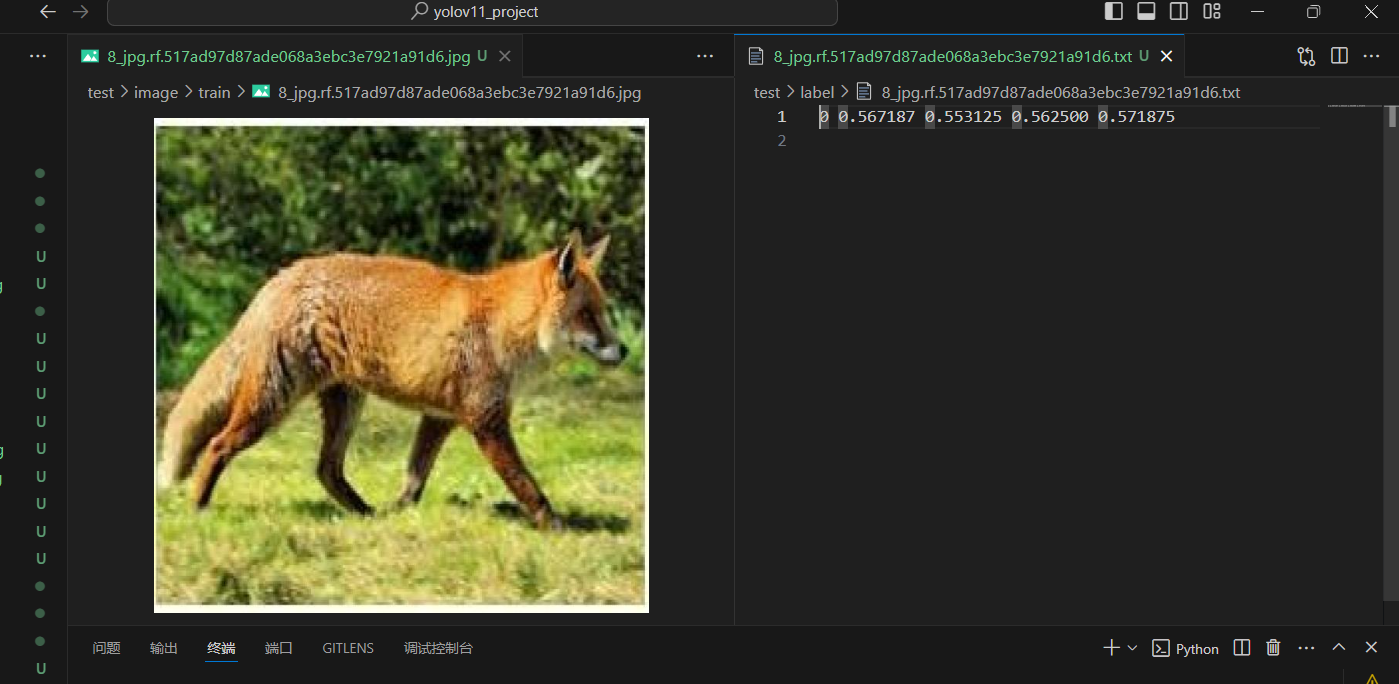 yolov11_project
8_jpg.rf.517ad97d87ade068a3ebc3e7921a91d6.jpg U
8_jpg.rf.517ad97d87ade068a3ebc3e7921a91d6.txt U
test > image > train > 8_jpg.rf.517ad97d87ade068a3ebc3e7921a91d6.jpg
test > label > 8_jpg.rf.517ad97d87ade068a3ebc3e7921a91d6.txt
1 0 0.567187 0.553125 0.562500 0.571875
2
U
g U
U
U
U
U
g U
U
U
U
U
U
问题 输出 终端 端口 GITLENS 调试控制台 Python